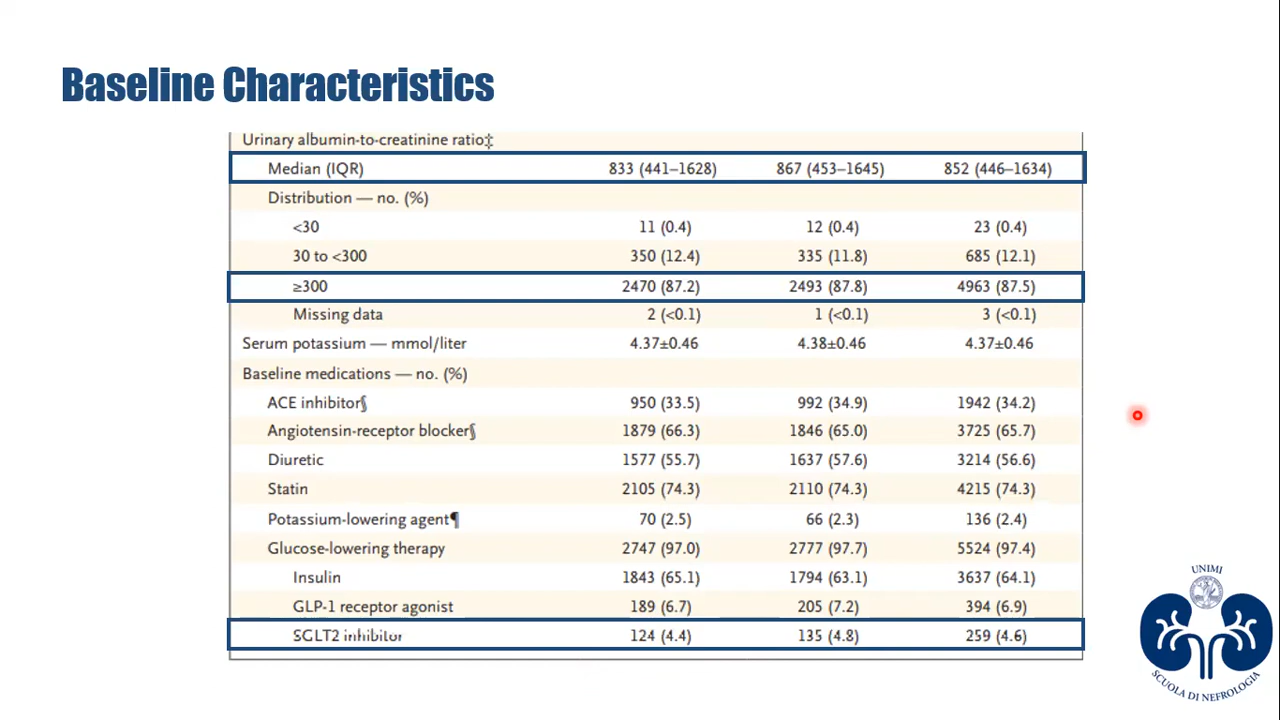 Baseline Characteristics
Urinary albumin-to-creatinine ratio‡
Median (IQR) 833 (441–1628) 867 (453–1645) 852 (446–1634)
Distribution — no. (%)
<30 11 (0.4) 12 (0.4) 23 (0.4)
30 to <300 350 (12.4) 335 (11.8) 685 (12.1)
≥300 2470 (87.2) 2493 (87.8) 4963 (87.5)
Missing data 2 (<0.1) 1 (<0.1) 3 (<0.1)
Serum potassium — mmol/liter 4.37±0.46 4.38±0.46 4.37±0.46
Baseline medications — no. (%)
ACE inhibitor§ 950 (33.5) 992 (34.9) 1942 (34.2)
Angiotensin-receptor blocker§ 1879 (66.3) 1846 (65.0) 3725 (65.7)
Diuretic 1577 (55.7) 1637 (57.6) 3214 (56.6)
Statin 2105 (74.3) 2110 (74.3) 4215 (74.3)
Potassium-lowering agent¶ 70 (2.5) 66 (2.3) 136 (2.4)
Glucose-lowering therapy 2747 (97.0) 2777 (97.7) 5524 (97.4)
Insulin 1843 (65.1) 1794 (63.1) 3637 (64.1)
GLP-1 receptor agonist 189 (6.7) 205 (7.2) 394 (6.9)
SGLT2 inhibitor 124 (4.4) 135 (4.8) 259 (4.6)
UNIMI
SCUOLA DI NEFROLOGIA